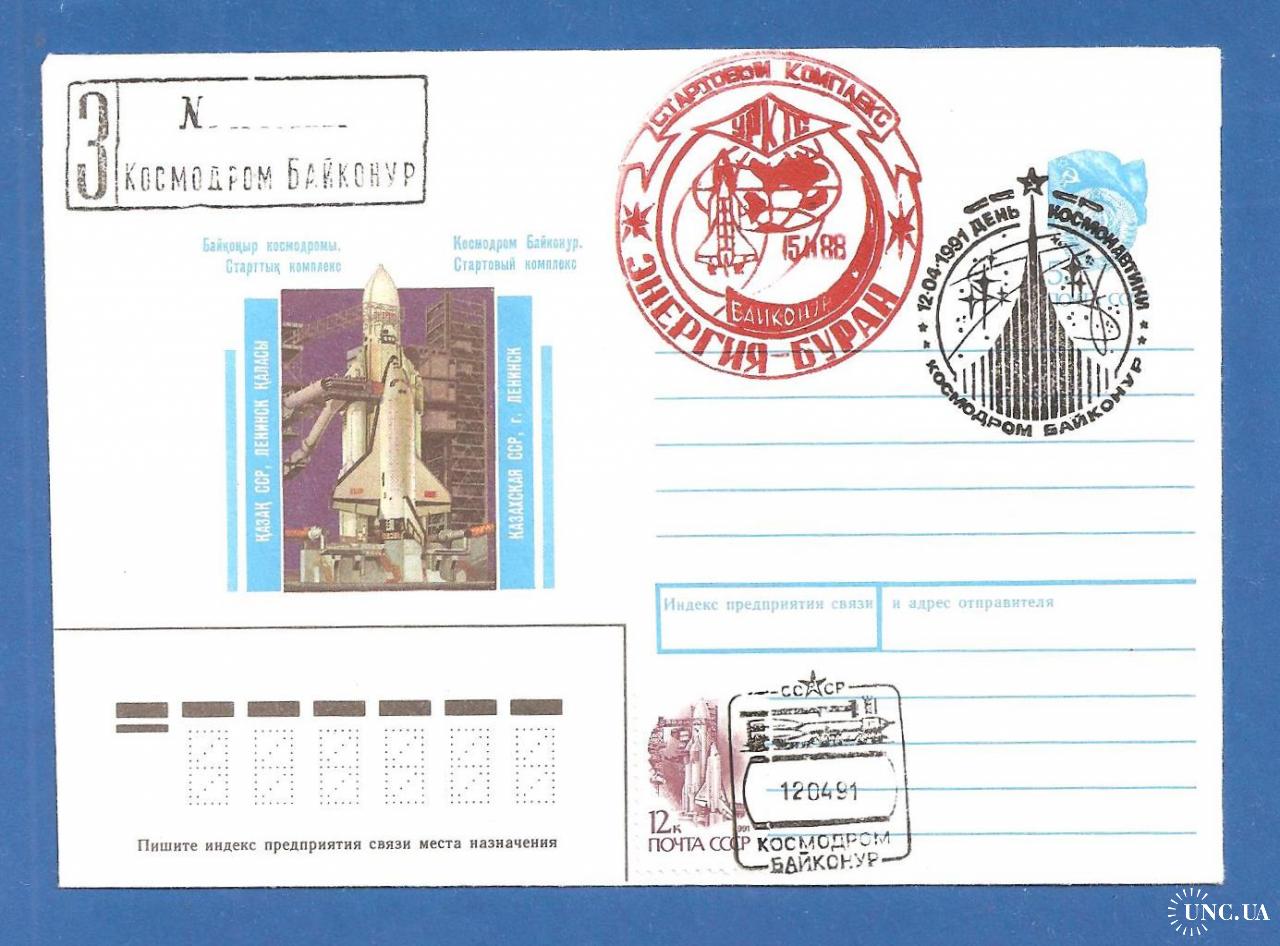 З
N
Космодром Байконур
СТАРТОВЫЙ КОМПЛЕКС
УРКТС
15 XI 88
БАЙКОНУР
ЭНЕРГИЯ-БУРАН
12-04-1991 ДЕНЬ КОСМОНАВТИКИ
КОСМОДРОМ БАЙКОНУР
Байқоңыр космодромы.
Старттық комплекс
Космодром Байконур.
Стартовый комплекс
ҚАЗАҚ ССР, ЛЕНИНСК ҚАЛАСЫ
КАЗАХСКАЯ ССР, г. ЛЕНИНСК
Индекс предприятия связи и адрес отправителя
СССР
120491
КОСМОДРОМ
БАЙКОНУР
12к 1991
ПОЧТА СССР
Пишите индекс предприятия связи места назначения
UNC.UA